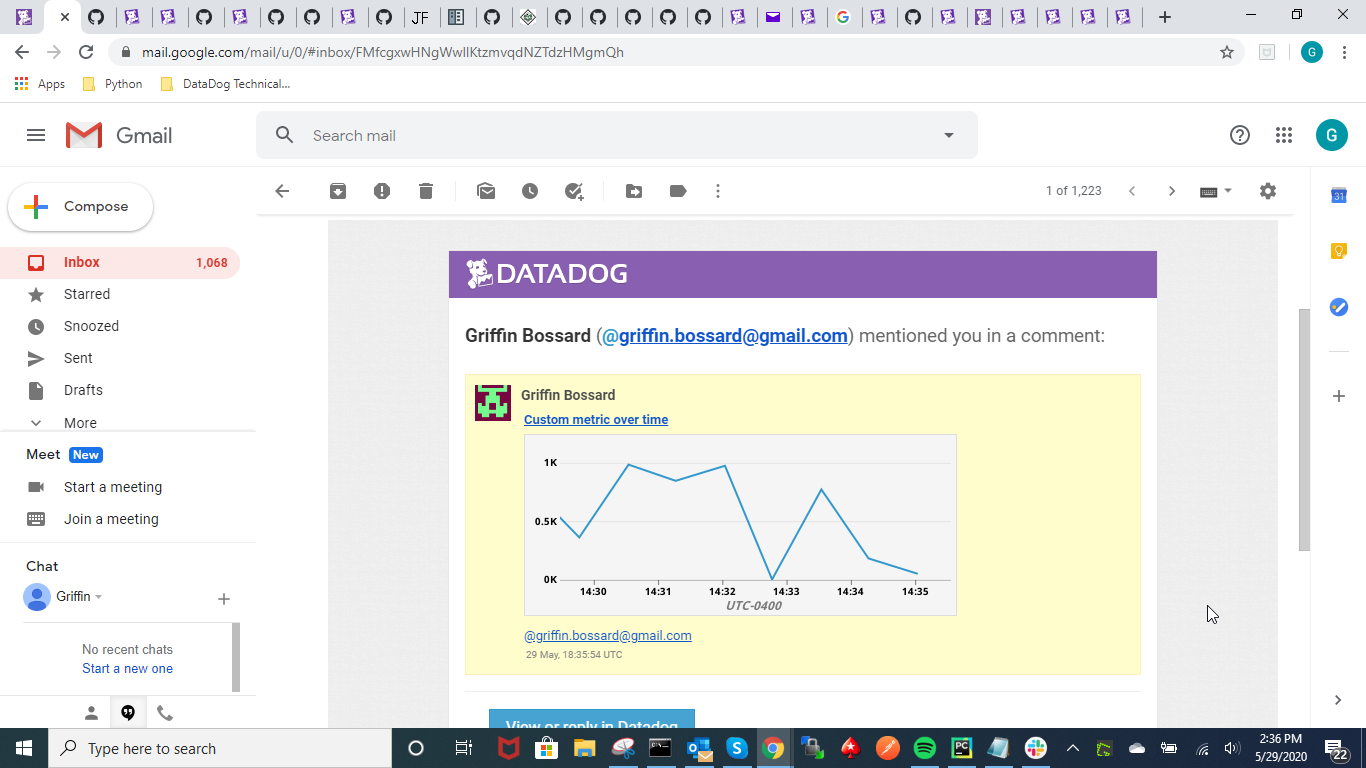 JF
G
mail.google.com/mail/u/0/#inbox/FMfcgxwHNgWwllKtzmvqdNZTdzHMgmQh
G
Apps
Python
DataDog Technical...
Gmail
Search mail
G
Compose
1 of 1,223
31
Inbox
1,068
Starred
Snoozed
Sent
Drafts
More
Meet
New
Start a meeting
Join a meeting
Chat
Griffin
No recent chats
Start a new one
DATADOG
Griffin Bossard (@griffin.bossard@gmail.com) mentioned you in a comment:
Griffin Bossard
Custom metric over time
1K
0.5K
0K
14:30 14:31 14:32 14:33 14:34 14:35
UTC-0400
@griffin.bossard@gmail.com
29 May, 18:35:54 UTC
View or reply in Datadog
Type here to search
PC
2:36 PM
5/29/2020
22